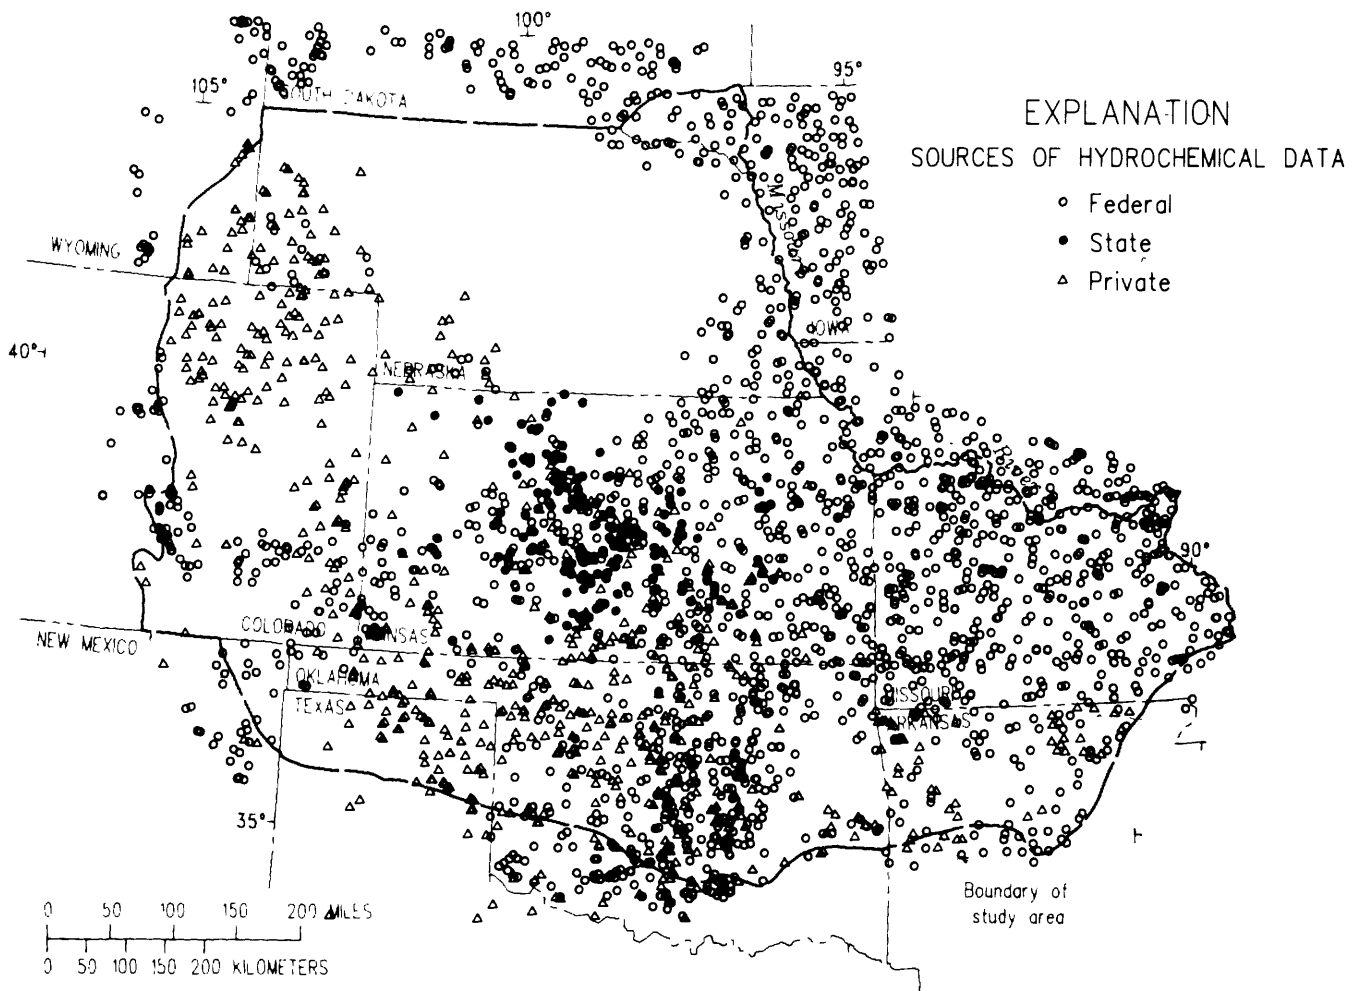 100°
95°
105°
SOUTH DAKOTA
EXPLANATION
SOURCES OF HYDROCHEMICAL DATA
Federal
State
Private
Missouri
WYOMING
IOWA
40°
NEBRASKA
River
90°
COLORADO
KANSAS
NEW MEXICO
OKLAHOMA
TEXAS
MISSOURI
ARKANSAS
35°
Boundary of
study area
0 50 100 150 200 MILES
0 50 100 150 200 KILOMETERS